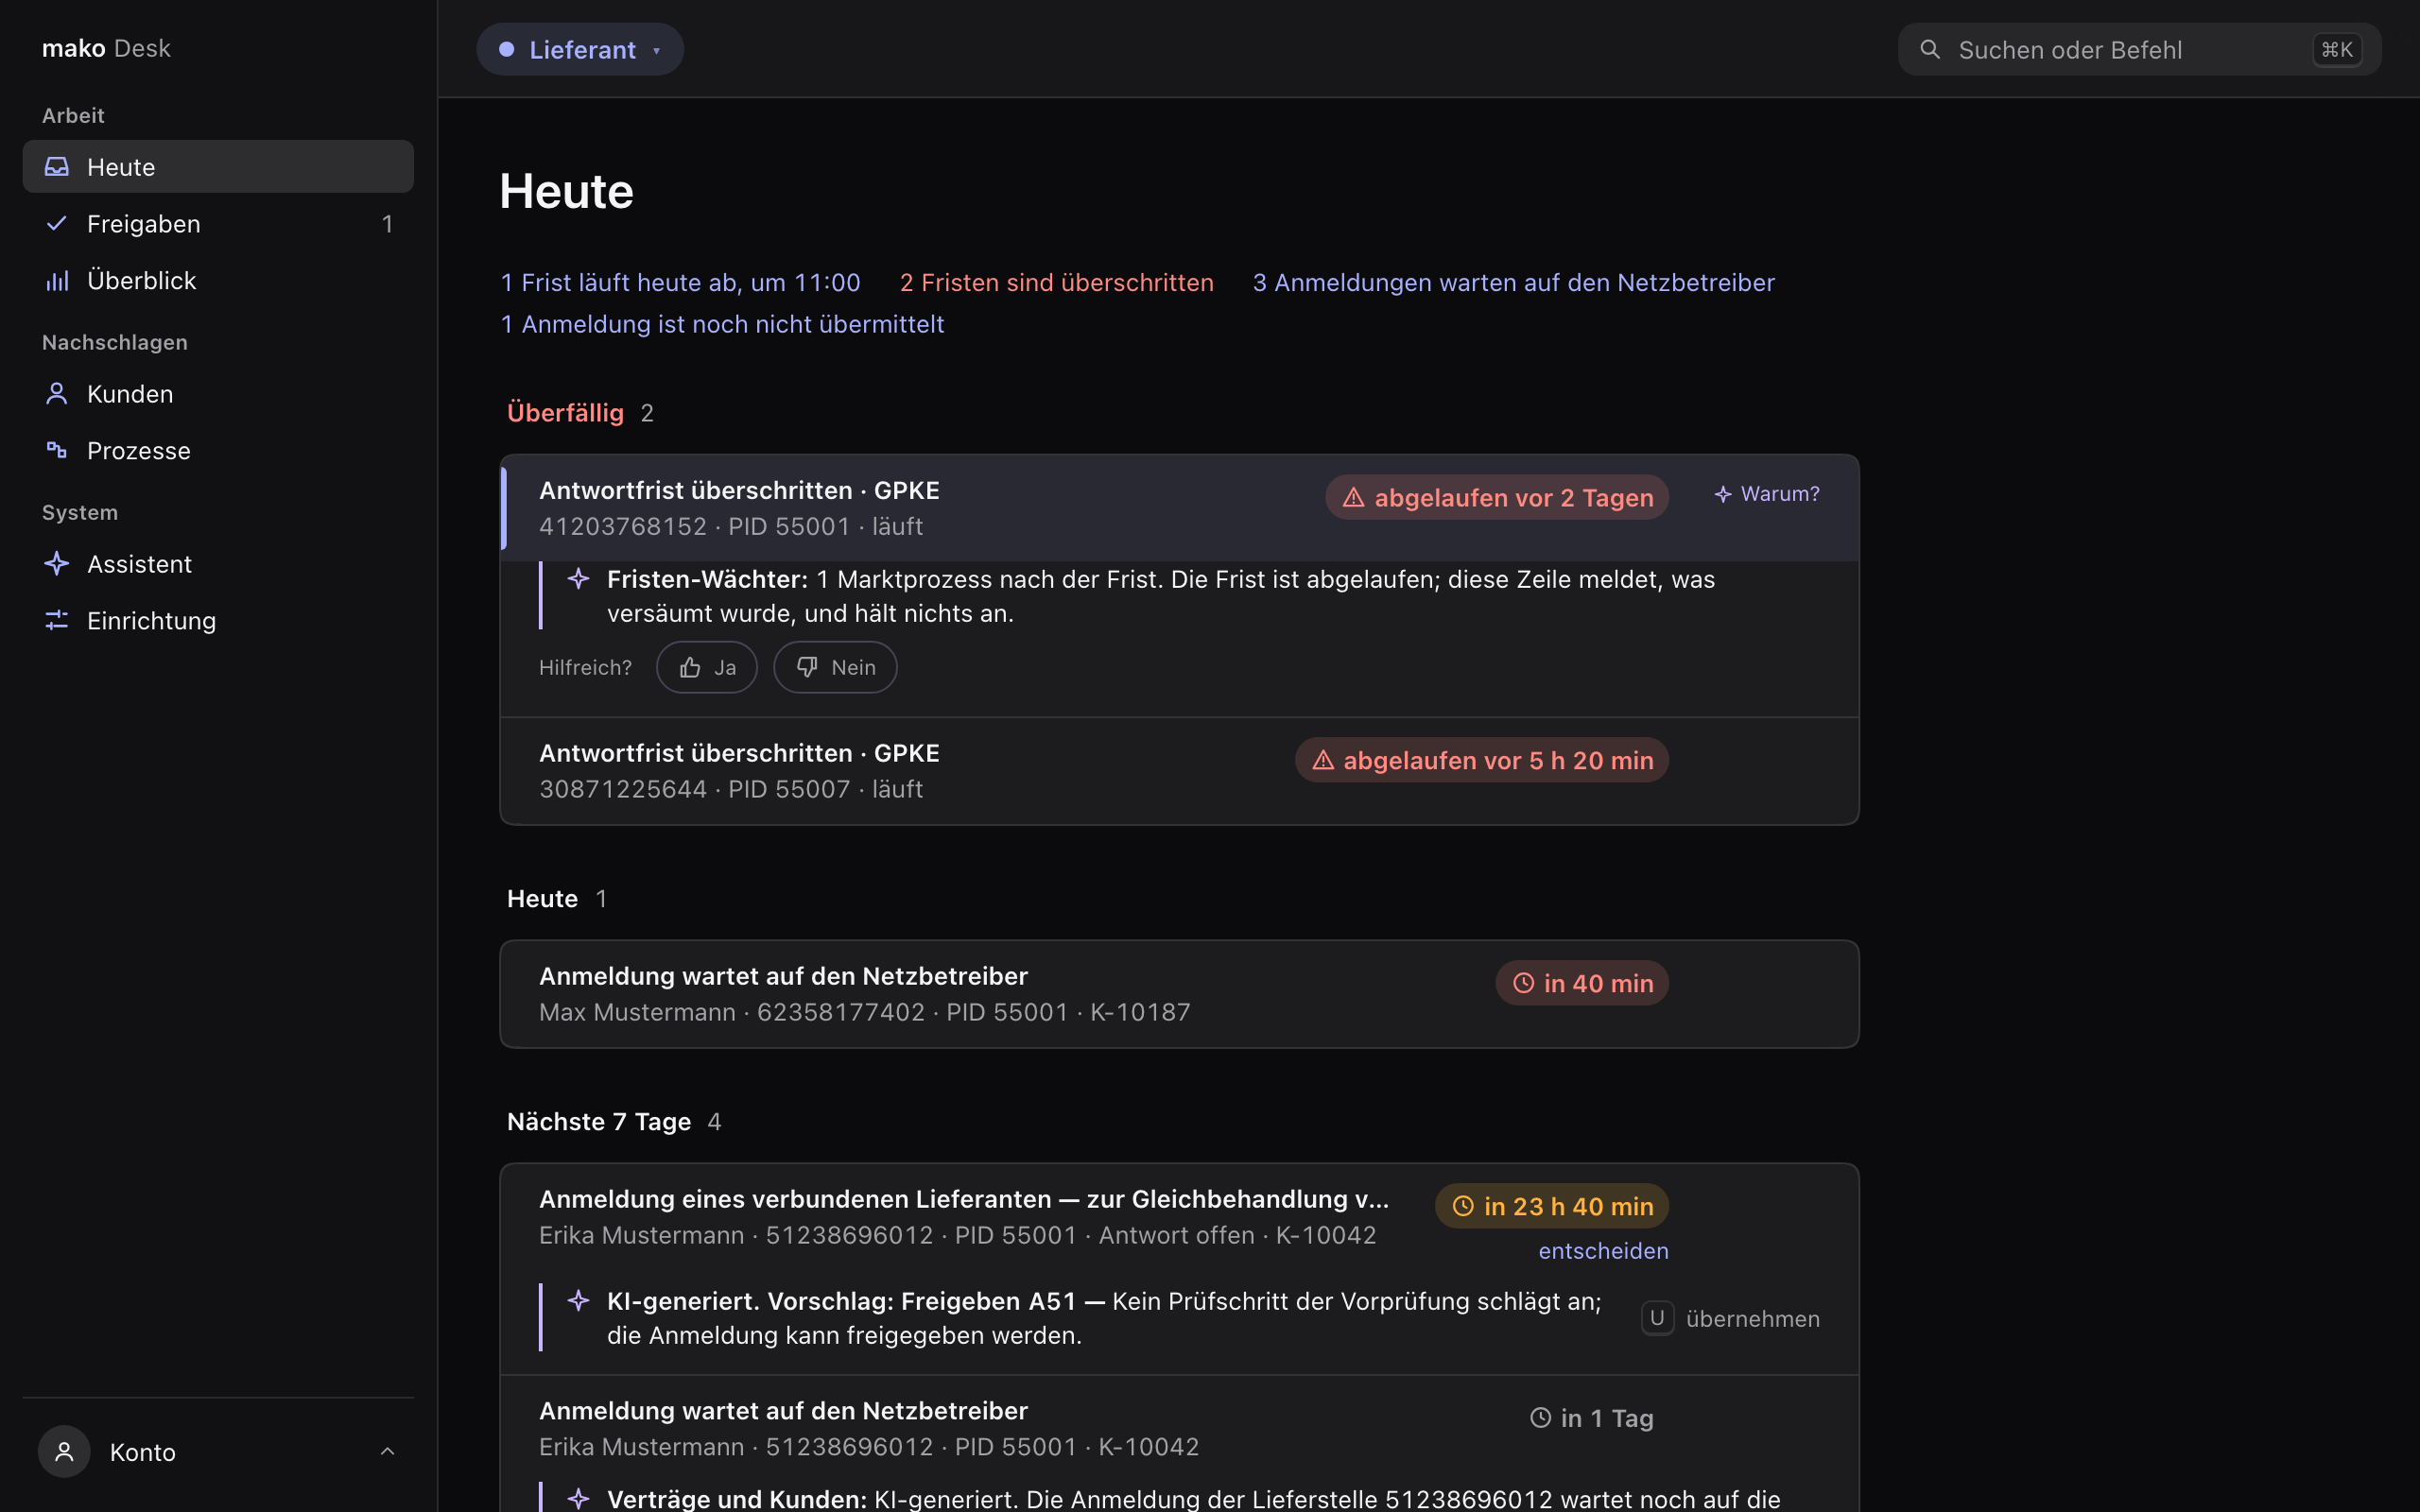 mako Desk
Arbeit
Heute
Freigaben 1
Überblick
Nachschlagen
Kunden
Prozesse
System
Assistent
Einrichtung
Konto
Lieferant
Suchen oder Befehl ⌘K
Heute
1 Frist läuft heute ab, um 11:00 2 Fristen sind überschritten 3 Anmeldungen warten auf den Netzbetreiber
1 Anmeldung ist noch nicht übermittelt
Überfällig 2
Antwortfrist überschritten · GPKE abgelaufen vor 2 Tagen Warum?
41203768152 · PID 55001 · läuft
Fristen-Wächter: 1 Marktprozess nach der Frist. Die Frist ist abgelaufen; diese Zeile meldet, was
versäumt wurde, und hält nichts an.
Hilfreich? Ja Nein
Antwortfrist überschritten · GPKE abgelaufen vor 5 h 20 min
30871225644 · PID 55007 · läuft
Heute 1
Anmeldung wartet auf den Netzbetreiber in 40 min
Max Mustermann · 62358177402 · PID 55001 · K-10187
Nächste 7 Tage 4
Anmeldung eines verbundenen Lieferanten — zur Gleichbehandlung v... in 23 h 40 min
Erika Mustermann · 51238696012 · PID 55001 · Antwort offen · K-10042
entscheiden
KI-generiert. Vorschlag: Freigeben A51 — Kein Prüfschritt der Vorprüfung schlägt an;
die Anmeldung kann freigegeben werden.
U übernehmen
Anmeldung wartet auf den Netzbetreiber in 1 Tag
Erika Mustermann · 51238696012 · PID 55001 · K-10042
Verträge und Kunden: KI-generiert. Die Anmeldung der Lieferstelle 51238696012 wartet noch auf die